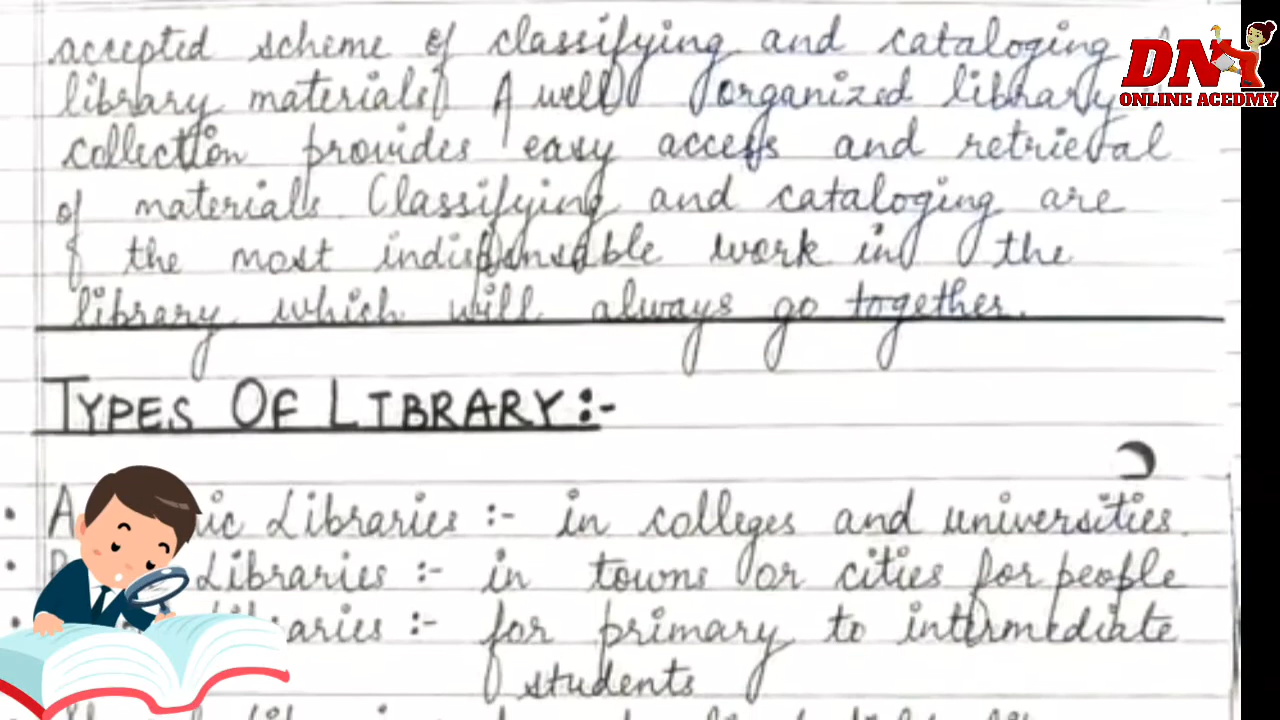 accepted scheme of classifying and cataloging of
library materials A well organized library
collection provides easy access and retrieval
of materials. Classifying and cataloging are
the most indispensable work in the
library which will always go together.
TYPES OF LIBRARY:-
Libraries :- in colleges and universities.
Libraries :- in towns or cities for people
:- for primary to intermediate
students
DN
ONLINE ACEDMY